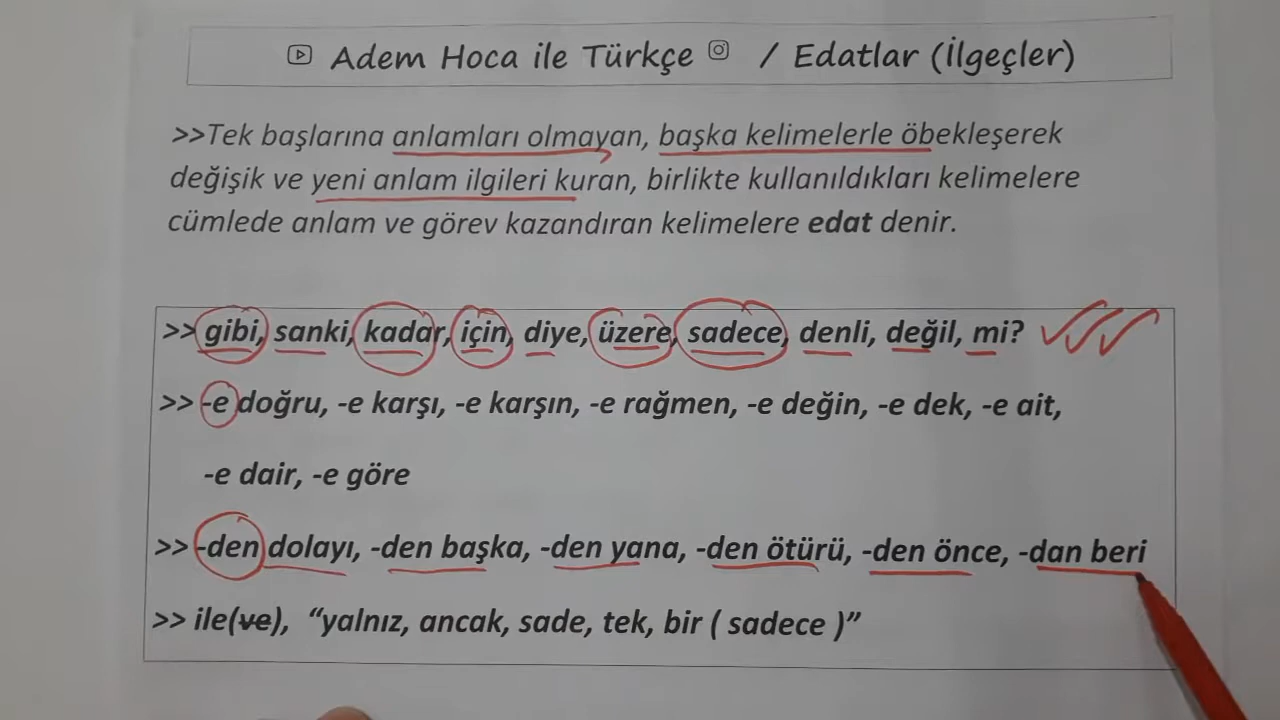 Adem Hoca ile Türkçe / Edatlar (İlgeçler)
>>Tek başlarına anlamları olmayan, başka kelimelerle öbekleşerek
değişik ve yeni anlam ilgileri kuran, birlikte kullanıldıkları kelimelere
cümlede anlam ve görev kazandıran kelimelere edat denir.
>> gibi, sanki, kadar, için, diye, üzere, sadece, denli, değil, mi?
>> -e doğru, -e karşı, -e karşın, -e rağmen, -e değin, -e dek, -e ait,
-e dair, -e göre
>> -den dolayı, -den başka, -den yana, -den ötürü, -den önce, -dan beri
>> ile(ve), “yalnız, ancak, sade, tek, bir ( sadece )”